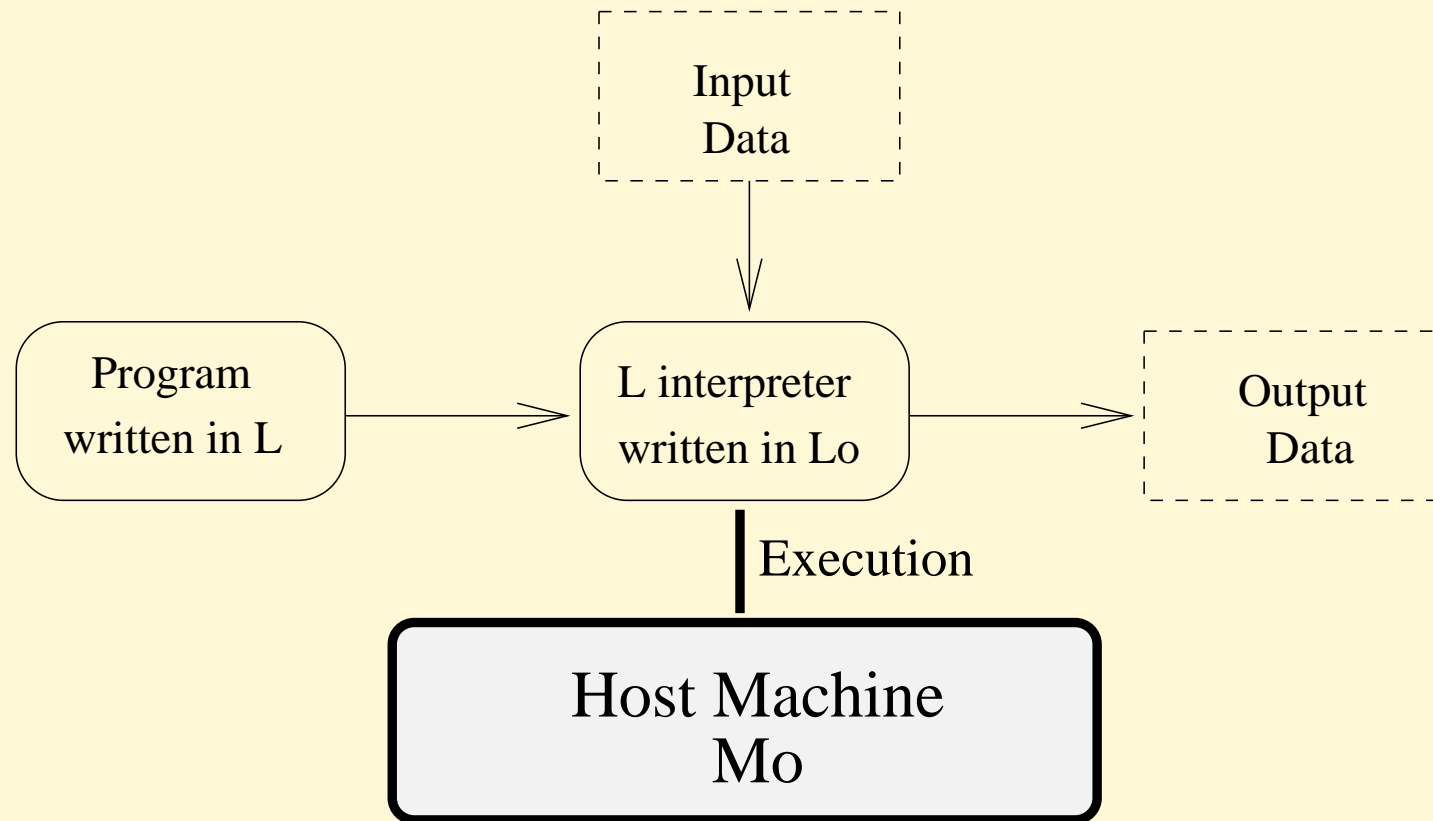 Input
Data
Program
written in L
L interpreter
written in Lo
Output
Data
Execution
Host Machine
Mo